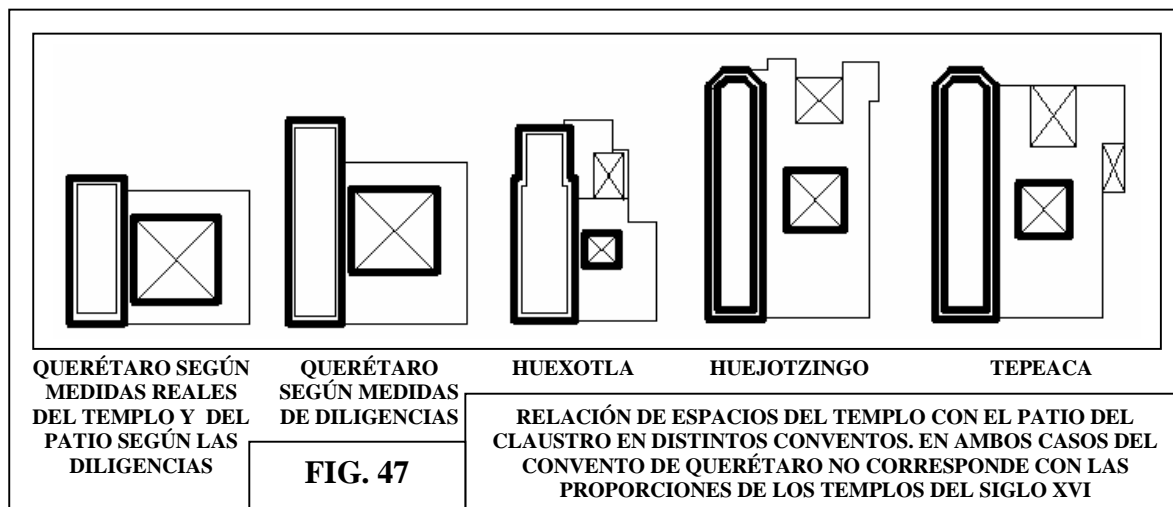 QUERÉTARO SEGÚN
MEDIDAS REALES
DEL TEMPLO Y DEL
PATIO SEGÚN LAS
DILIGENCIAS
QUERÉTARO
SEGÚN MEDIDAS
DE DILIGENCIAS
HUEXOTLA
HUEJOTZINGO
TEPEACA
FIG. 47
RELACIÓN DE ESPACIOS DEL TEMPLO CON EL PATIO DEL
CLAUSTRO EN DISTINTOS CONVENTOS. EN AMBOS CASOS DEL
CONVENTO DE QUERÉTARO NO CORRESPONDE CON LAS
PROPORCIONES DE LOS TEMPLOS DEL SIGLO XVI